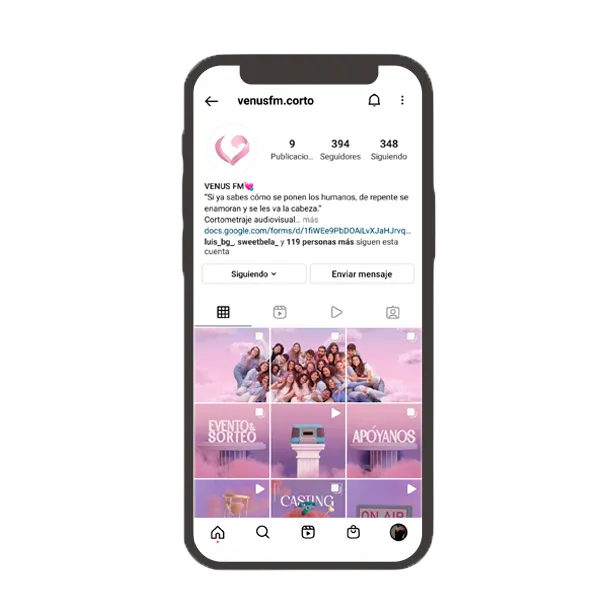 venusfm.corto
9 394 348
Publicacio... Seguidores Siguiendo
VENUS FM💘
"Si ya sabes cómo se ponen los humanos, de repente se
enamoran y se les va la cabeza."
Cortometraje audiovisual... más
docs.google.com/forms/d/1fiWEe9PbDOAiLvXJaHJrvq...
luis_bg_, sweetbela_ y 119 personas más siguen esta
cuenta
Siguiendo Enviar mensaje
EVENTO&
SORTEO
APÓYANOS
CASTING
ON AIR